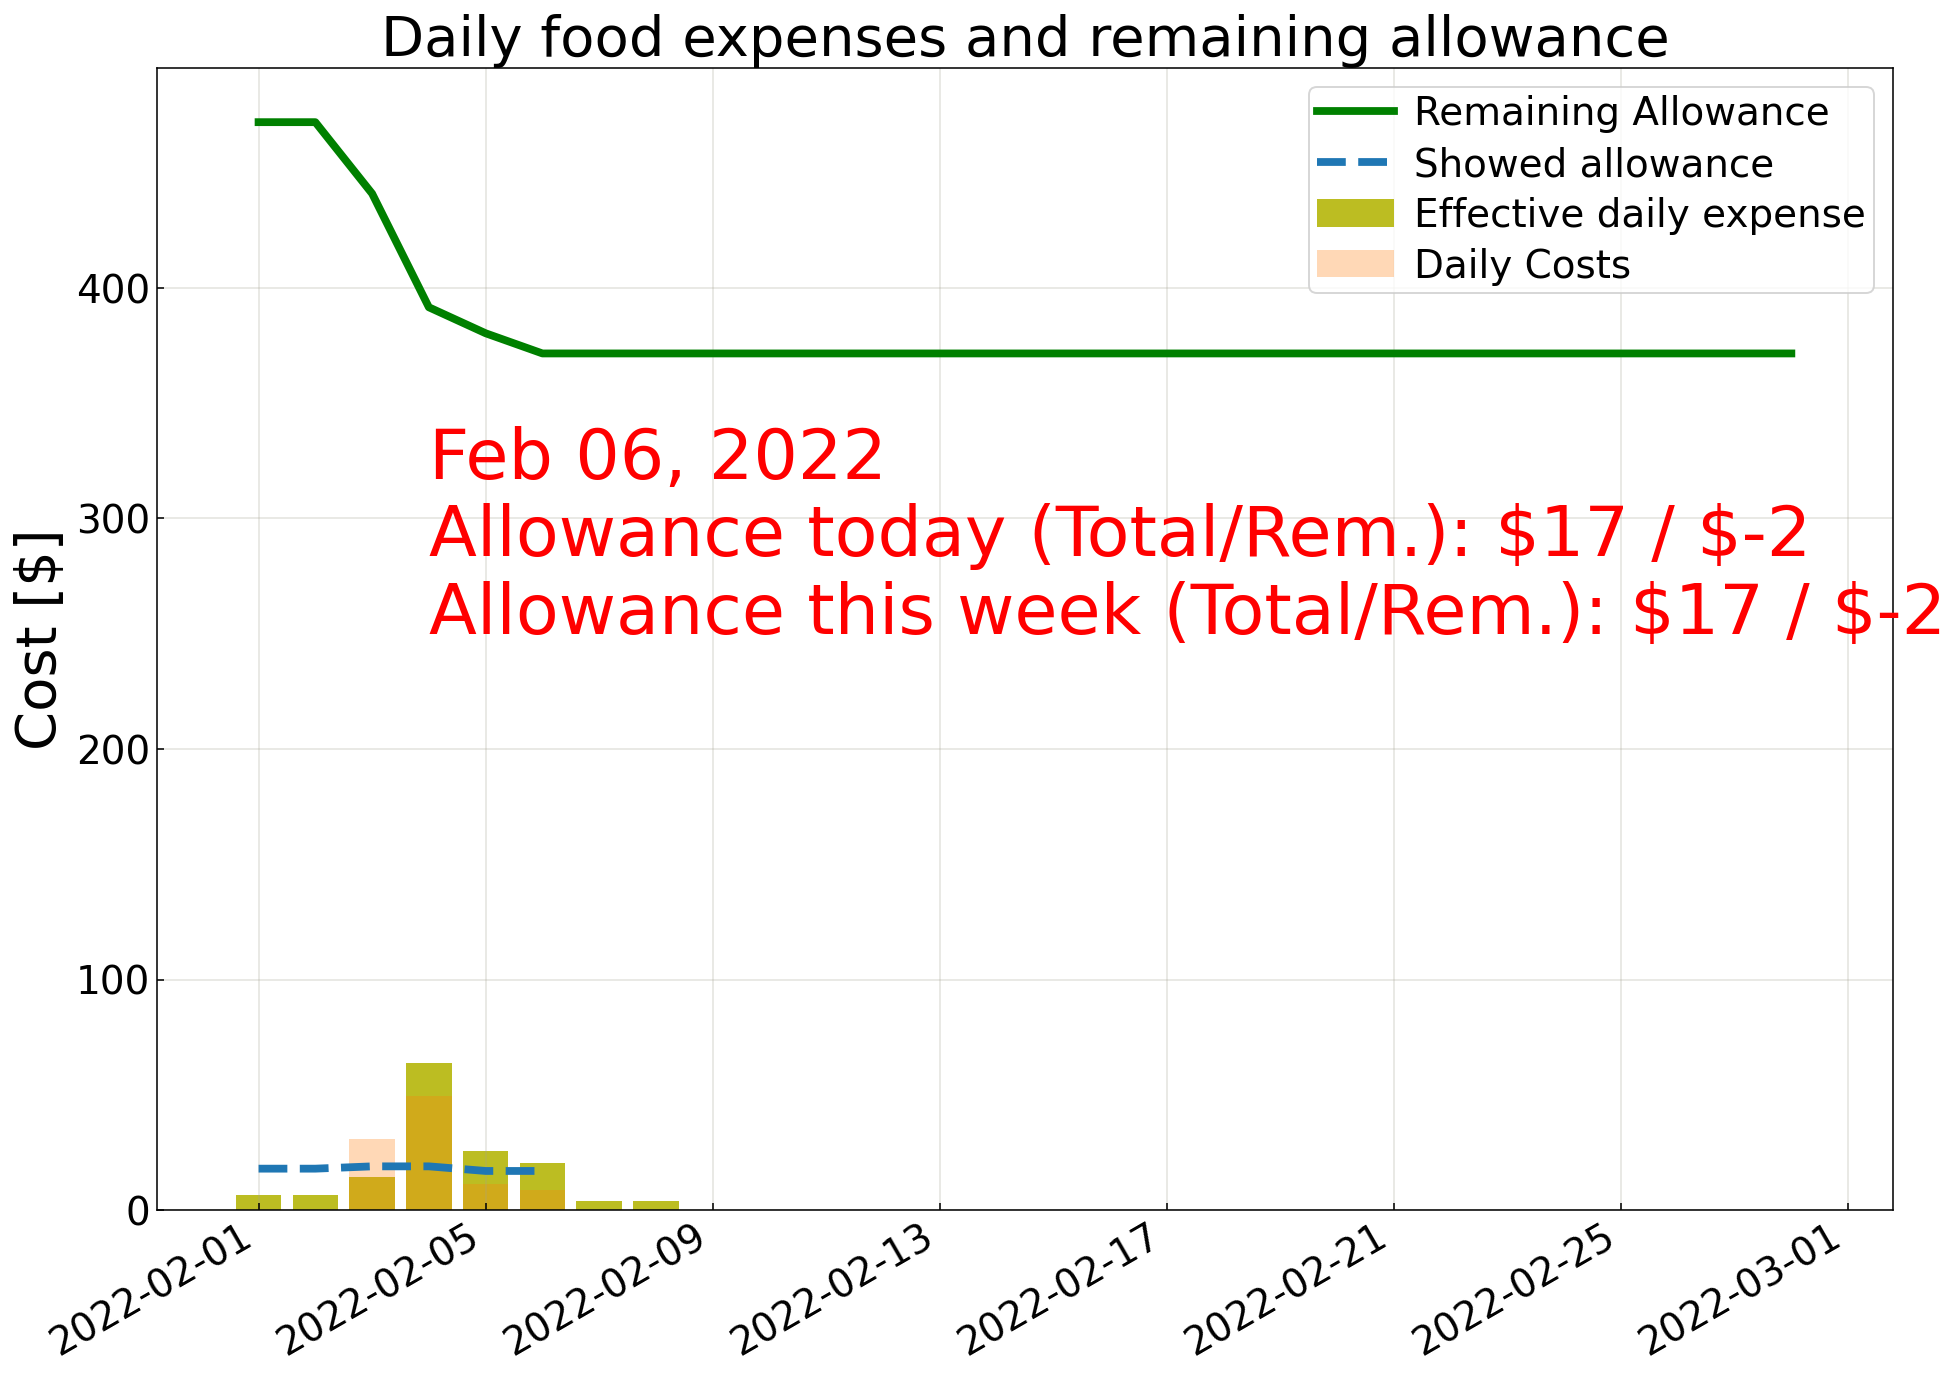 Daily food expenses and remaining allowance
Remaining Allowance
Showed allowance
Effective daily expense
Daily Costs
Cost [$]
400
300
200
100
0
Feb 06, 2022
Allowance today (Total/Rem.): $17 / $-2
Allowance this week (Total/Rem.): $17 / $-2
2022-02-01
2022-02-05
2022-02-09
2022-02-13
2022-02-17
2022-02-21
2022-02-25
2022-03-01